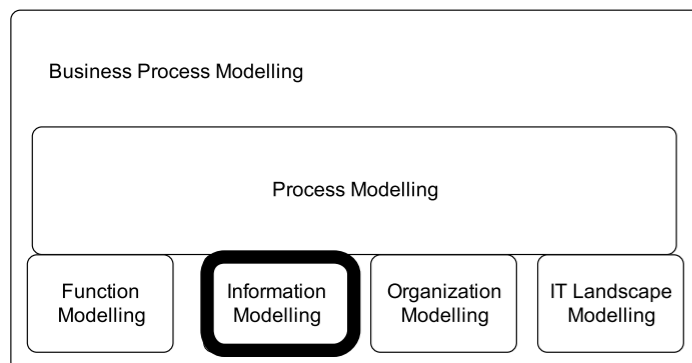 Business Process Modelling
Process Modelling
Function
Modelling
Information
Modelling
Organization
Modelling
IT Landscape
Modelling